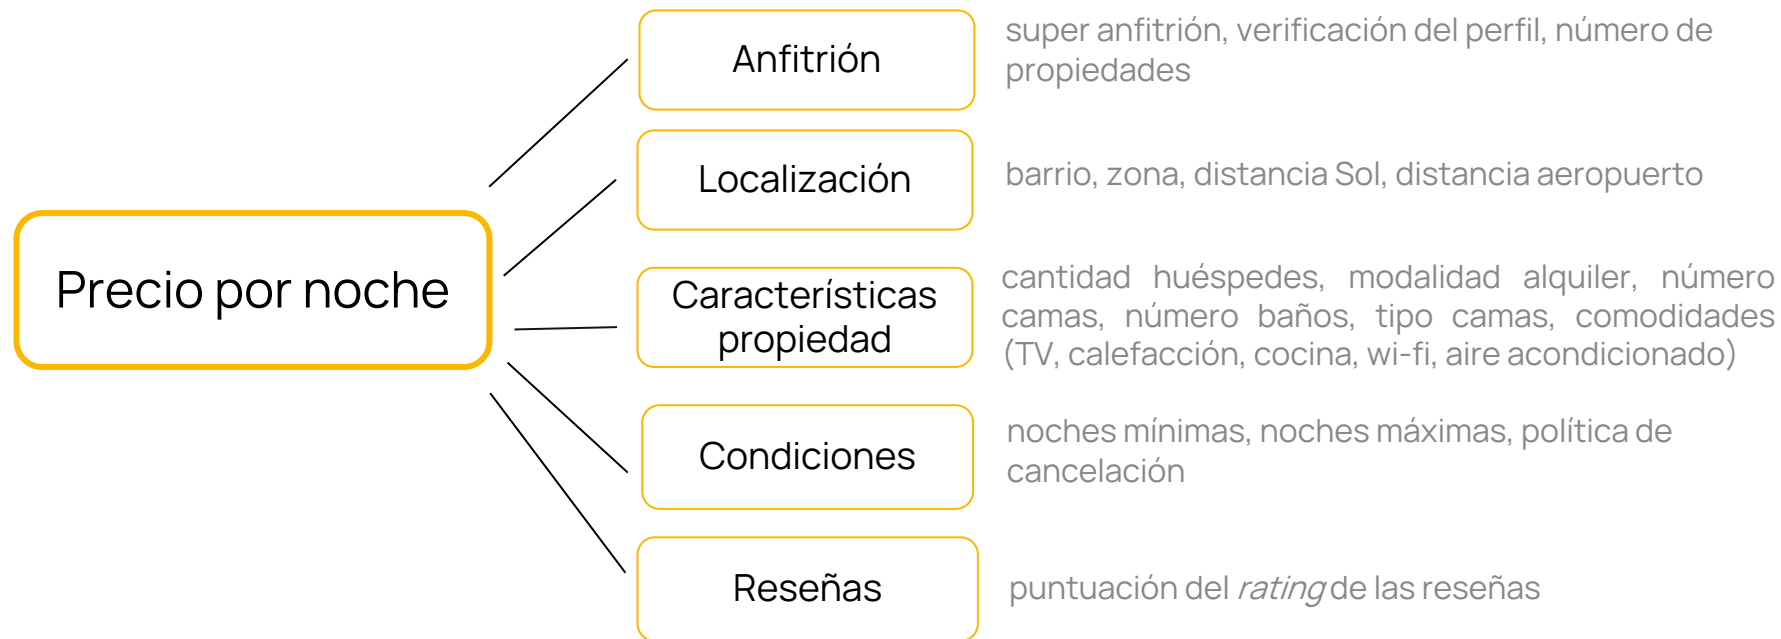 Precio por noche
Anfitrión
super anfitrión, verificación del perfil, número de
propiedades
Localización
barrio, zona, distancia Sol, distancia aeropuerto
Características
propiedad
cantidad huéspedes, modalidad alquiler, número
camas, número baños, tipo camas, comodidades
(TV, calefacción, cocina, wi-fi, aire acondicionado)
Condiciones
noches mínimas, noches máximas, política de
cancelación
Reseñas
puntuación del rating de las reseñas